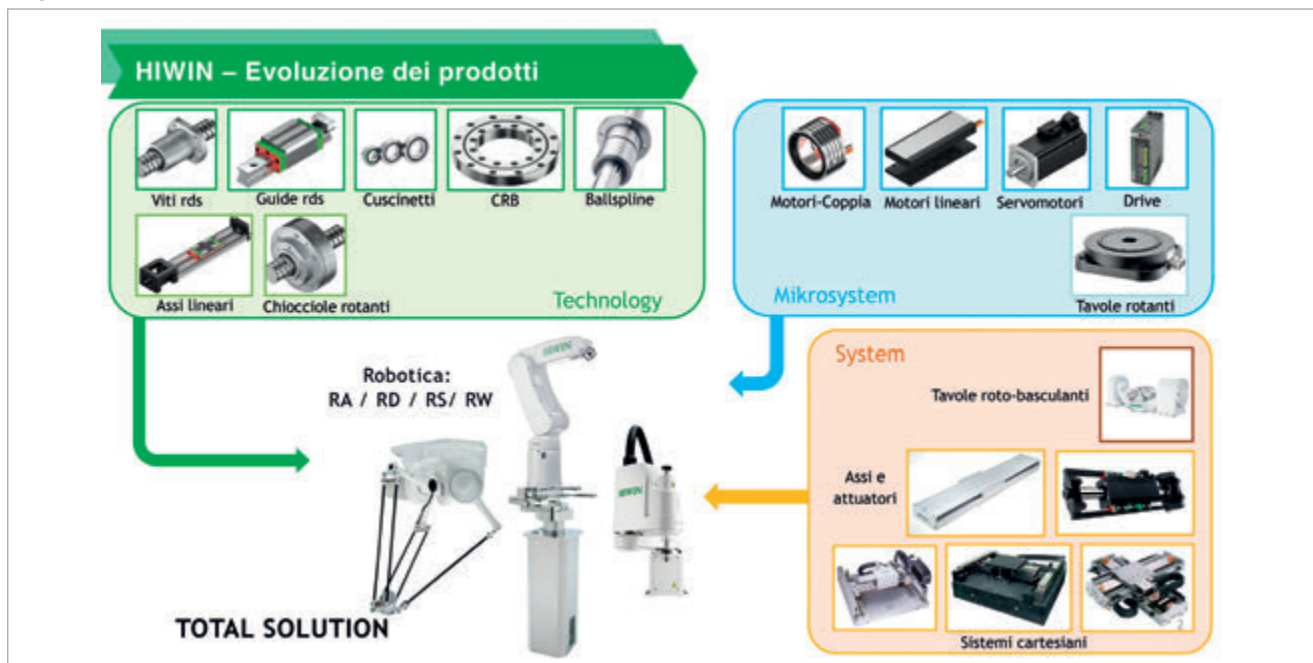 HIWIN – Evoluzione dei prodotti
Viti rds
Guide rds
Cuscinetti
CRB
Ballspline
Assi lineari
Chiocciole rotanti
Technology
Motori-Coppia
Motori lineari
Servomotori
Drive
Mikrosystem
Tavole rotanti
Robotica:
RA / RD / RS/ RW
HIWIN
HIWIN
TOTAL SOLUTION
System
Tavole roto-basculanti
Assi e
attuatori
Sistemi cartesiani